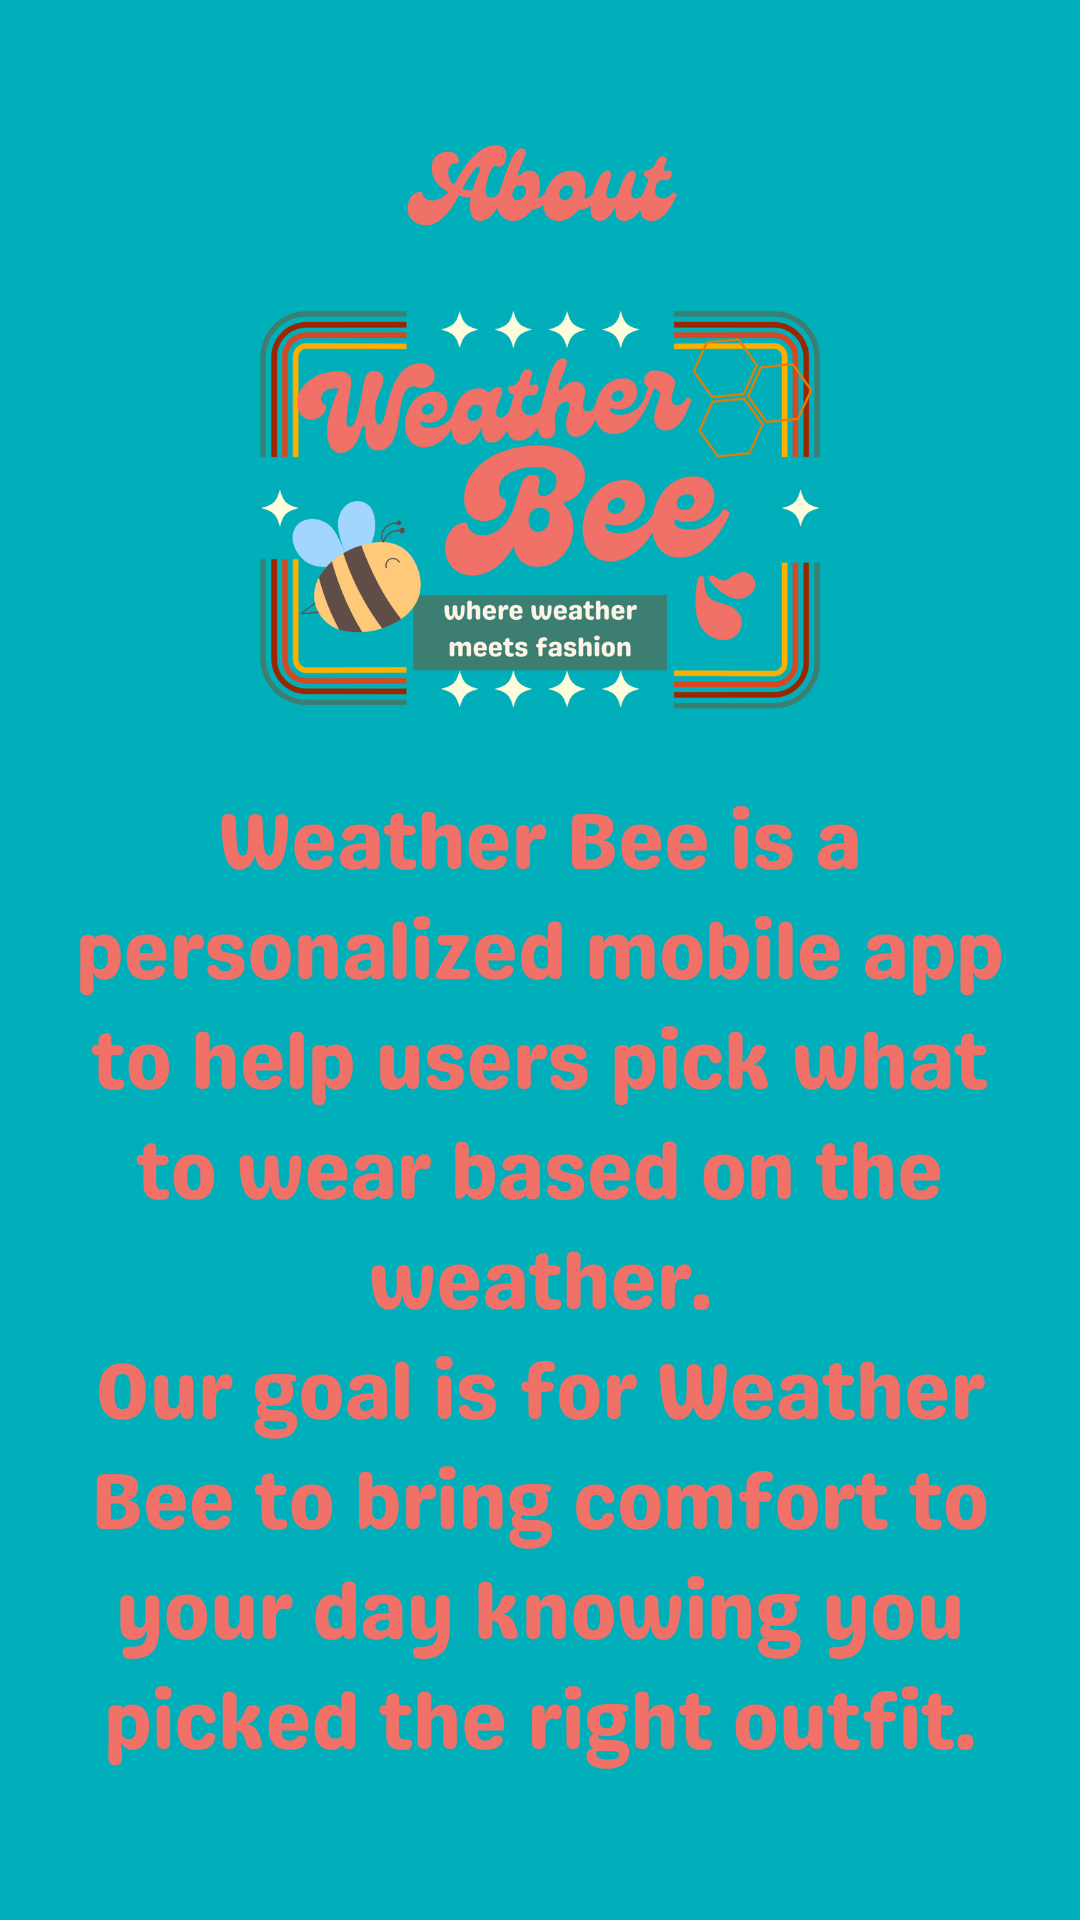 About
Weather
Bee
where weather
meets fashion
Weather Bee is a
personalized mobile app
to help users pick what
to wear based on the
weather.
Our goal is for Weather
Bee to bring comfort to
your day knowing you
picked the right outfit.